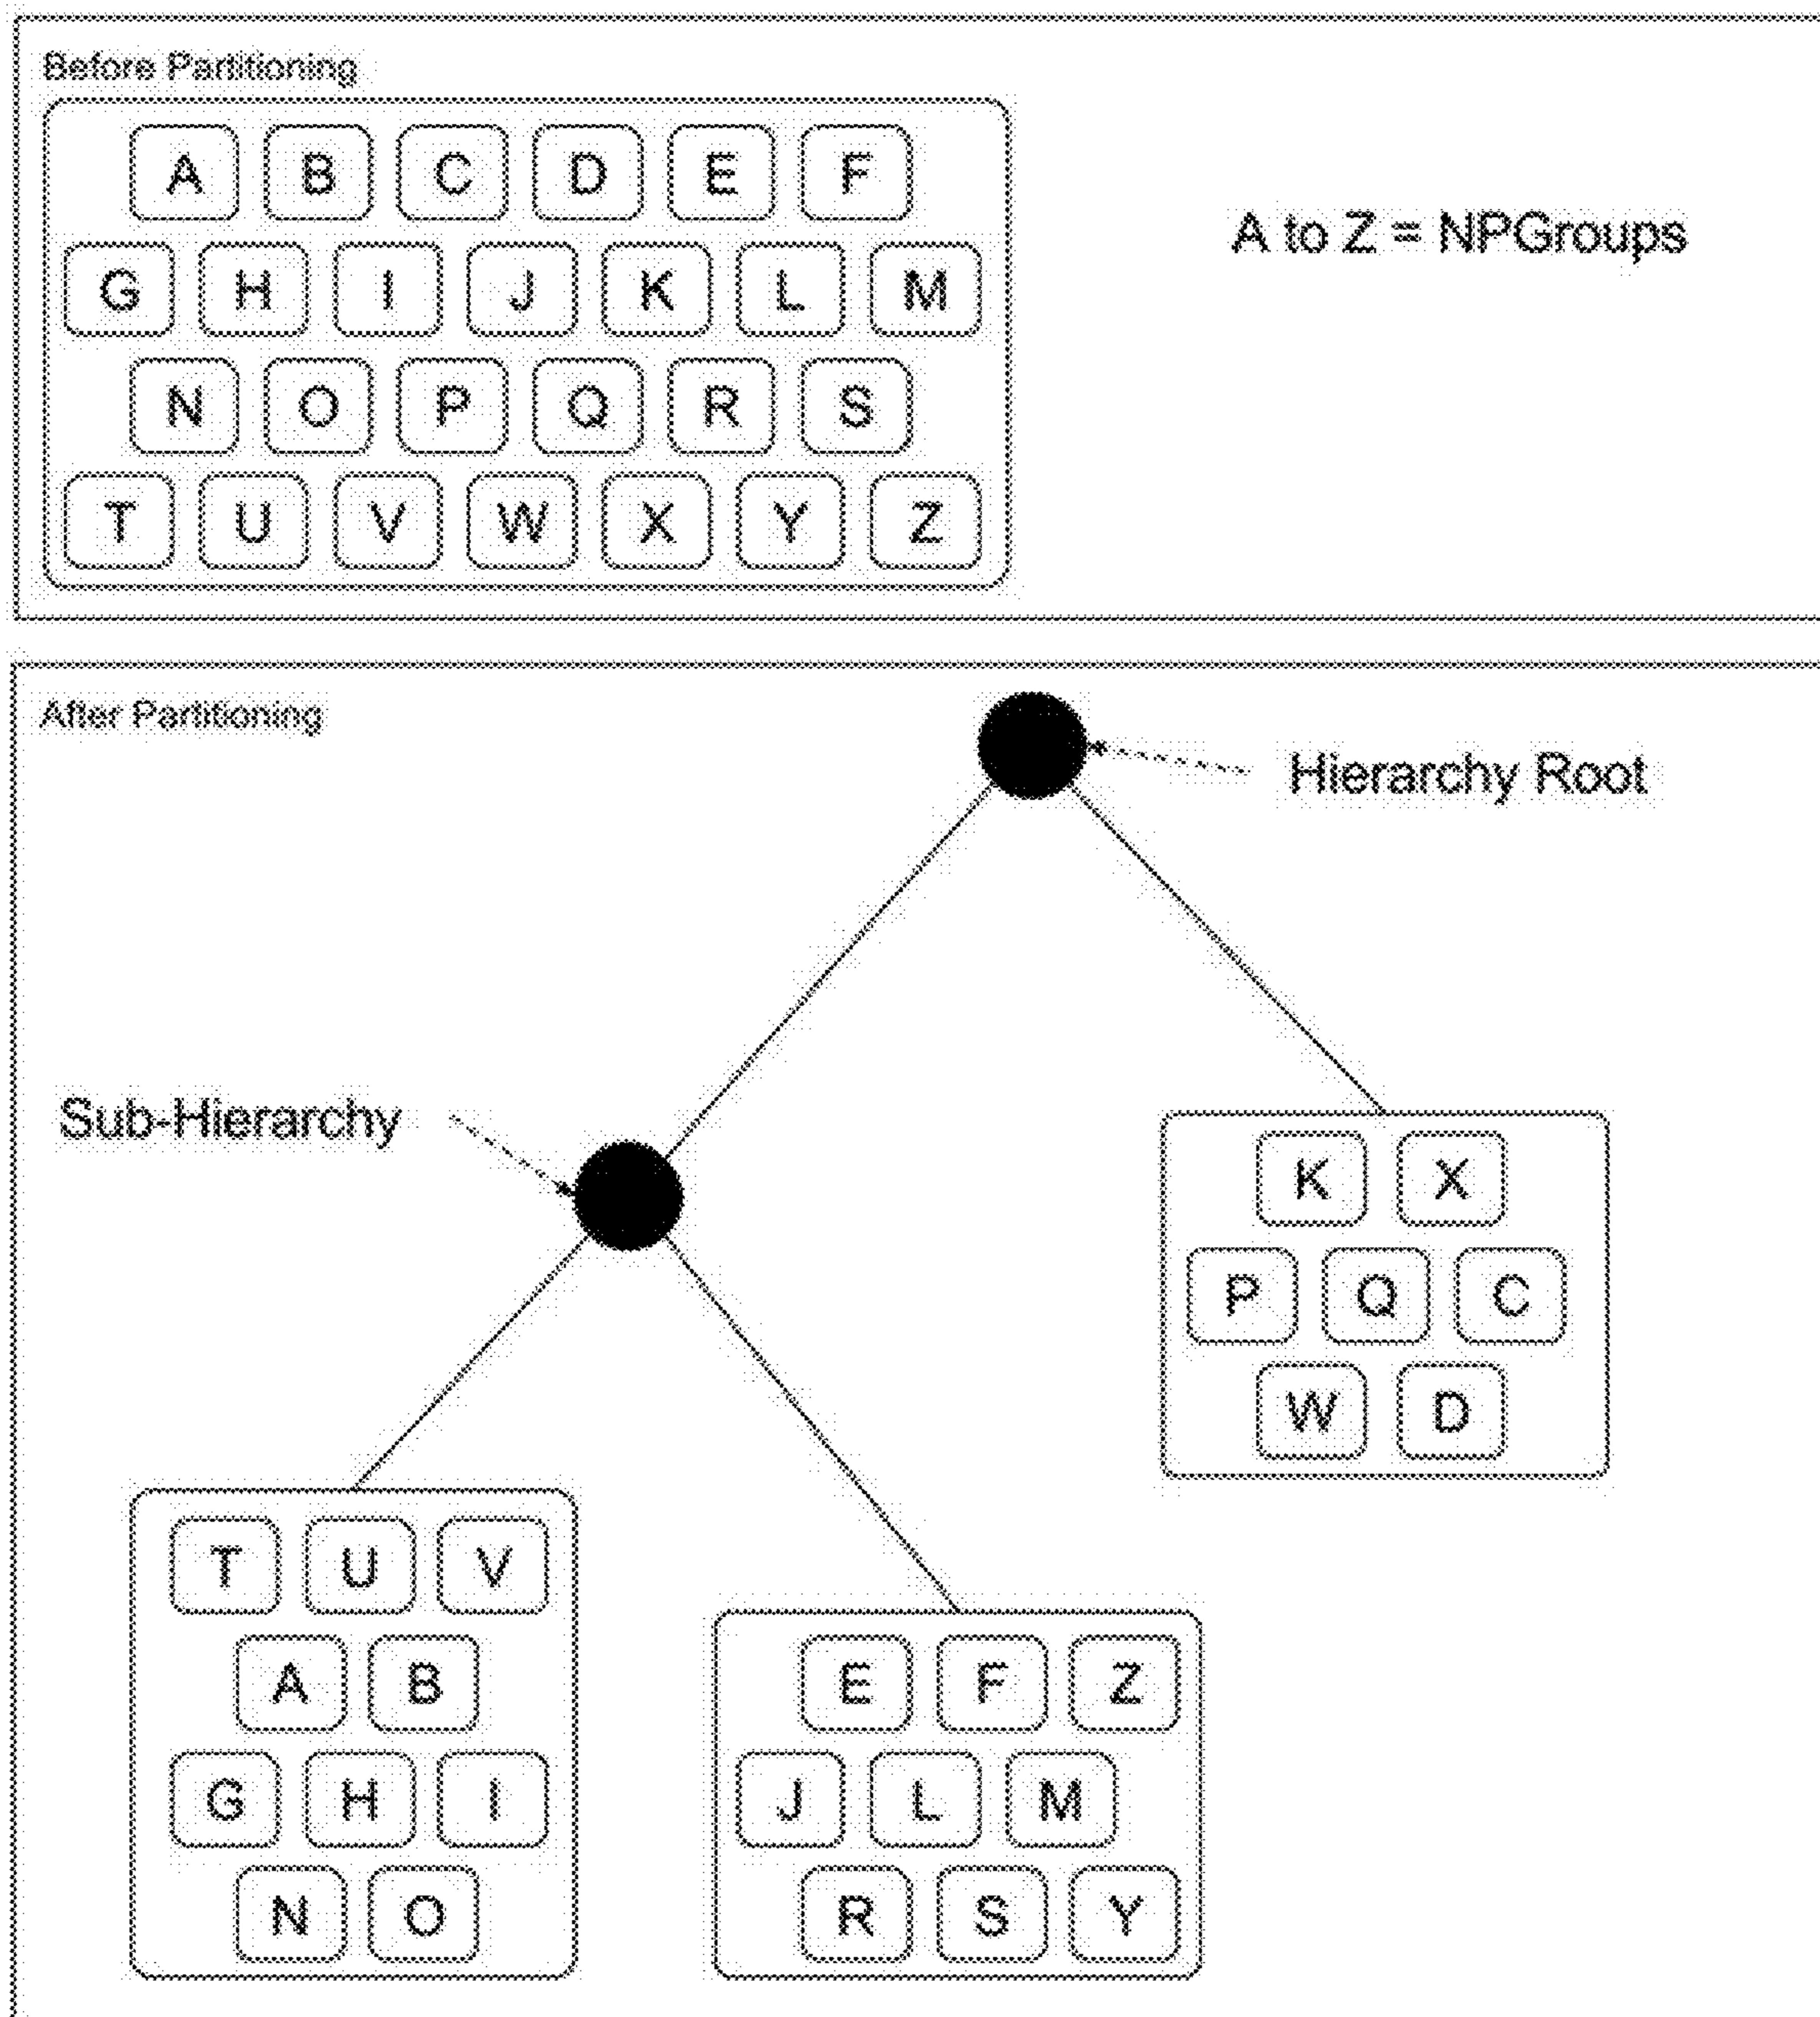 Before Partitioning
A B C D E F
G H I J K L M
N O P Q R S
T U V W X Y Z
A to Z = NPGroups
After Partitioning
Hierarchy Root
Sub-Hierarchy
K X
P Q C
W D
T U V
A B
G H I
N O
E F Z
J L M
R S Y